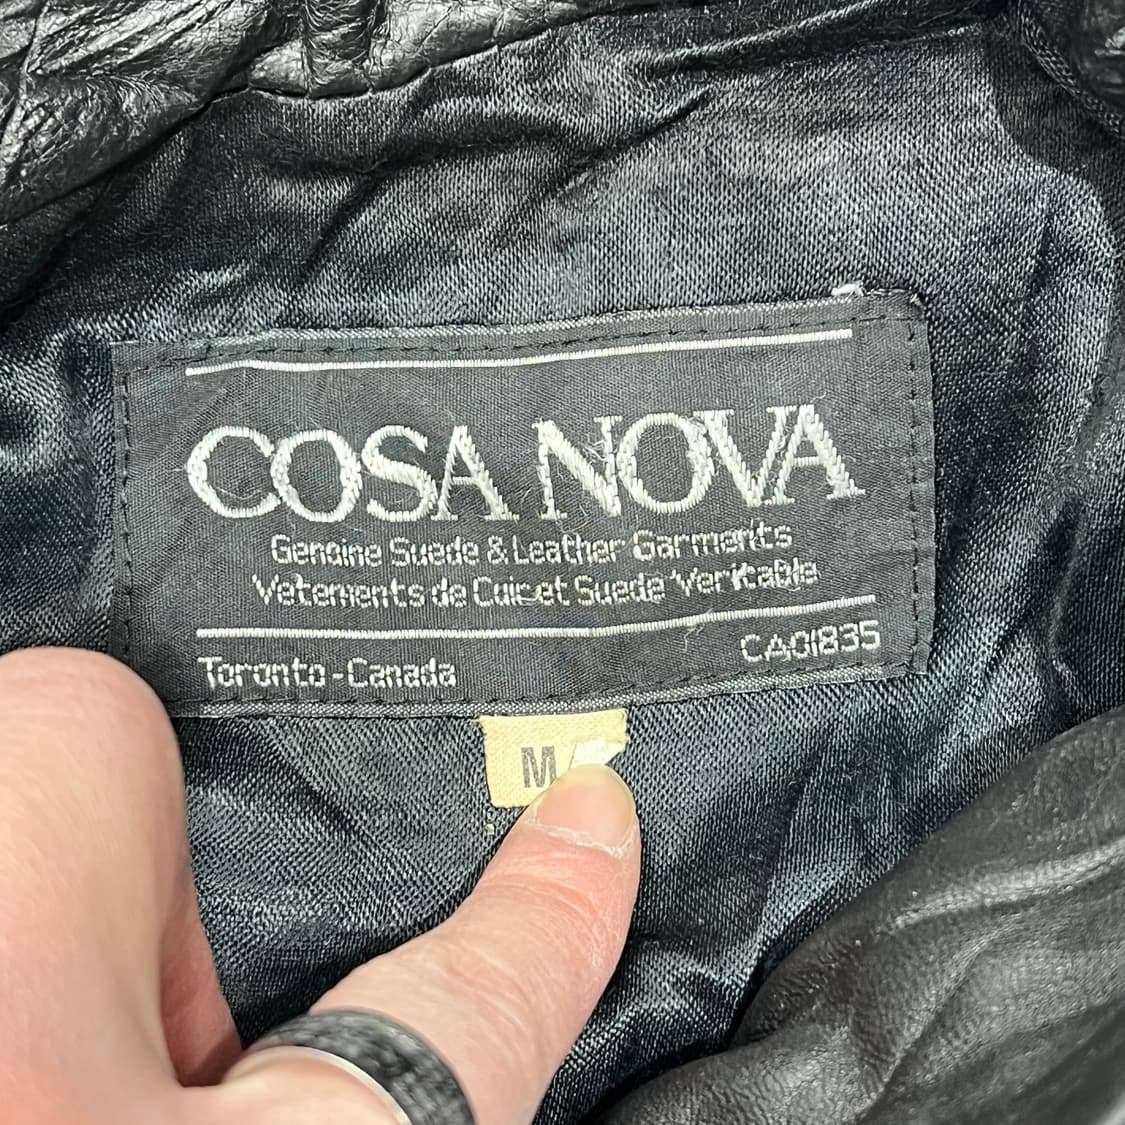 COSA NOVA
Genuine Suede & Leather Garments
Vetements de Cuir et Suede Veritable
Toronto - Canada
CA01835
M